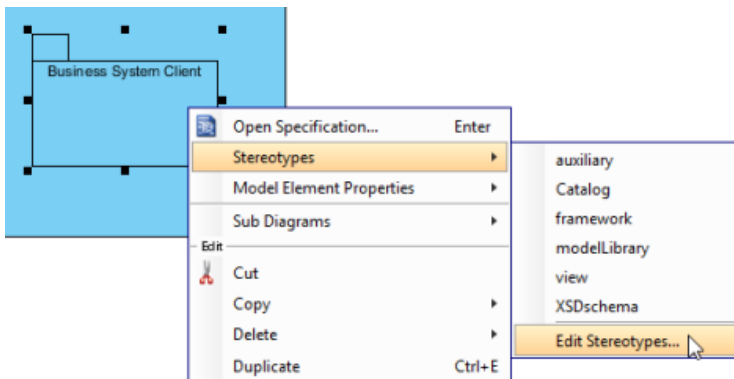 Business System Client
Open Specification... Enter
Stereotypes
Model Element Properties
Sub Diagrams
Edit
Cut
Copy
Delete
Duplicate Ctrl+E
auxiliary
Catalog
framework
modelLibrary
view
XSDschema
Edit Stereotypes...